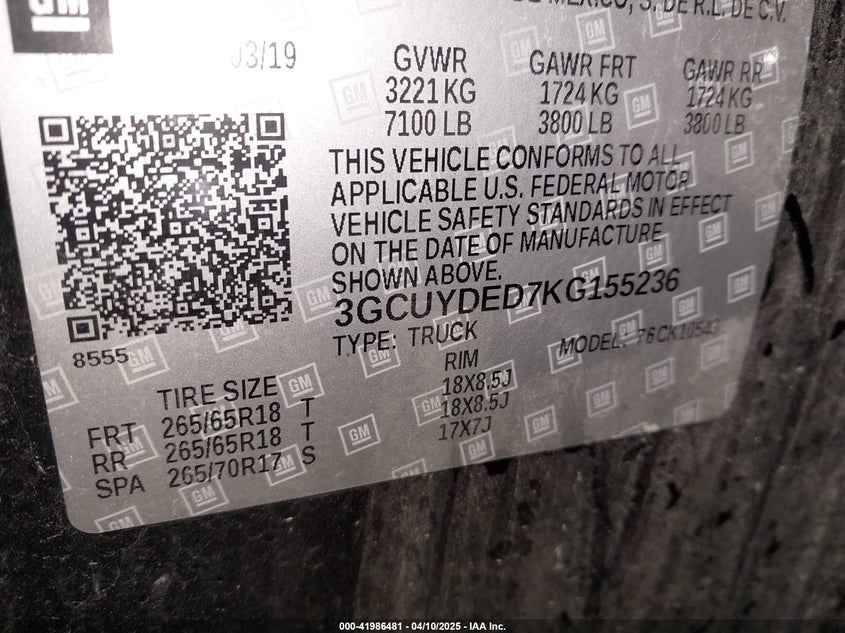 GM
DE MEXICO, S. DE R.L. DE C.V.
03/19
GVWR
3221 KG
7100 LB
GAWR FRT
1724 KG
3800 LB
GAWR RR
1724 KG
3800 LB
THIS VEHICLE CONFORMS TO ALL
APPLICABLE U.S. FEDERAL MOTOR
VEHICLE SAFETY STANDARDS IN EFFECT
ON THE DATE OF MANUFACTURE
SHOWN ABOVE.
3GCUYDED7KG155236
TYPE: TRUCK
MODEL: 76CK10543
8555
TIRE SIZE
RIM
FRT 265/65R18 T 18X8.5J
RR 265/65R18 T 18X8.5J
SPA 265/70R17 S 17X7J
000-41986481 - 04/10/2025 - IAA Inc.